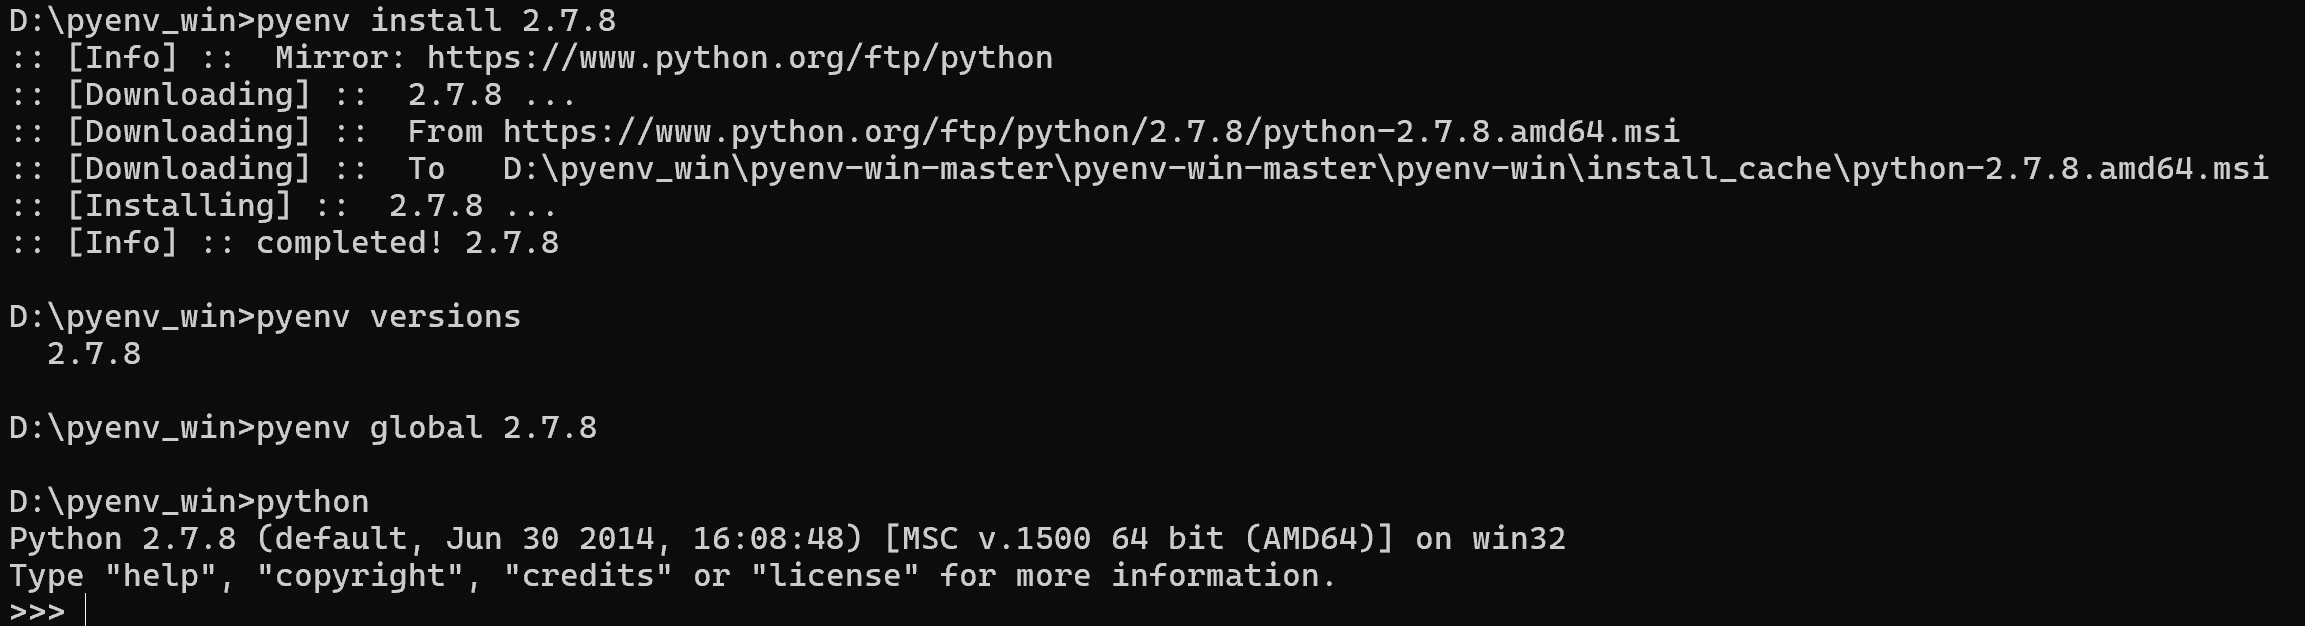 D:\pyenv_win>pyenv install 2.7.8
:: [Info] ::  Mirror: https://www.python.org/ftp/python
:: [Downloading] ::  2.7.8 ...
:: [Downloading] ::  From https://www.python.org/ftp/python/2.7.8/python-2.7.8.amd64.msi
:: [Downloading] ::  To   D:\pyenv_win\pyenv-win-master\pyenv-win-master\pyenv-win\install_cache\python-2.7.8.amd64.msi
:: [Installing] ::  2.7.8 ...
:: [Info] :: completed! 2.7.8
D:\pyenv_win>pyenv versions
  2.7.8
D:\pyenv_win>pyenv global 2.7.8
D:\pyenv_win>python
Python 2.7.8 (default, Jun 30 2014, 16:08:48) [MSC v.1500 64 bit (AMD64)] on win32
Type "help", "copyright", "credits" or "license" for more information.
>>>